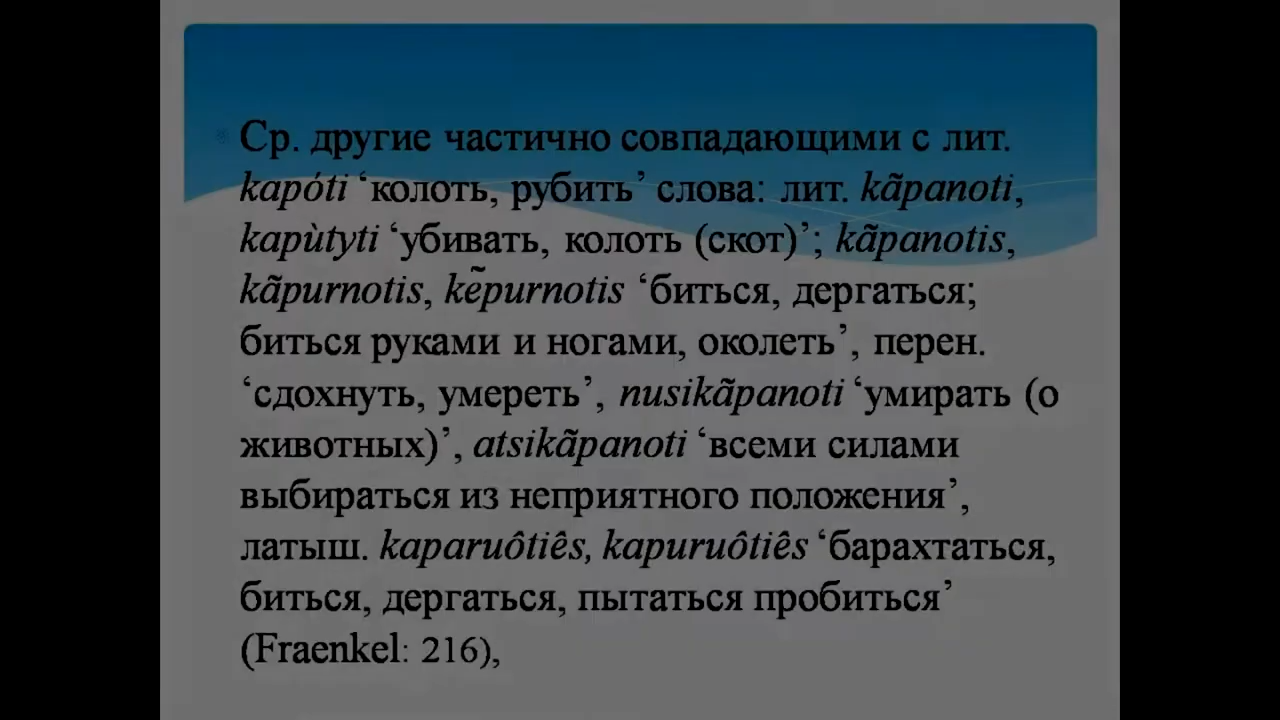 Ср. другие частично совпадающими с лит.
kapóti ‘колоть, рубить’ слова: лит. kãpanoti,
kapùtyti ‘убивать, колоть (скот)’; kãpanotis,
kãpurnotis, kẽpurnotis ‘биться, дергаться;
биться руками и ногами, околеть’, перен.
‘сдохнуть, умереть’, nusikãpanoti ‘умирать (о
животных)’, atsikãpanoti ‘всеми силами
выбираться из неприятного положения’,
латыш. kaparuôtiês, kapuruôtiês ‘барахтаться,
биться, дергаться, пытаться пробиться’
(Fraenkel: 216),